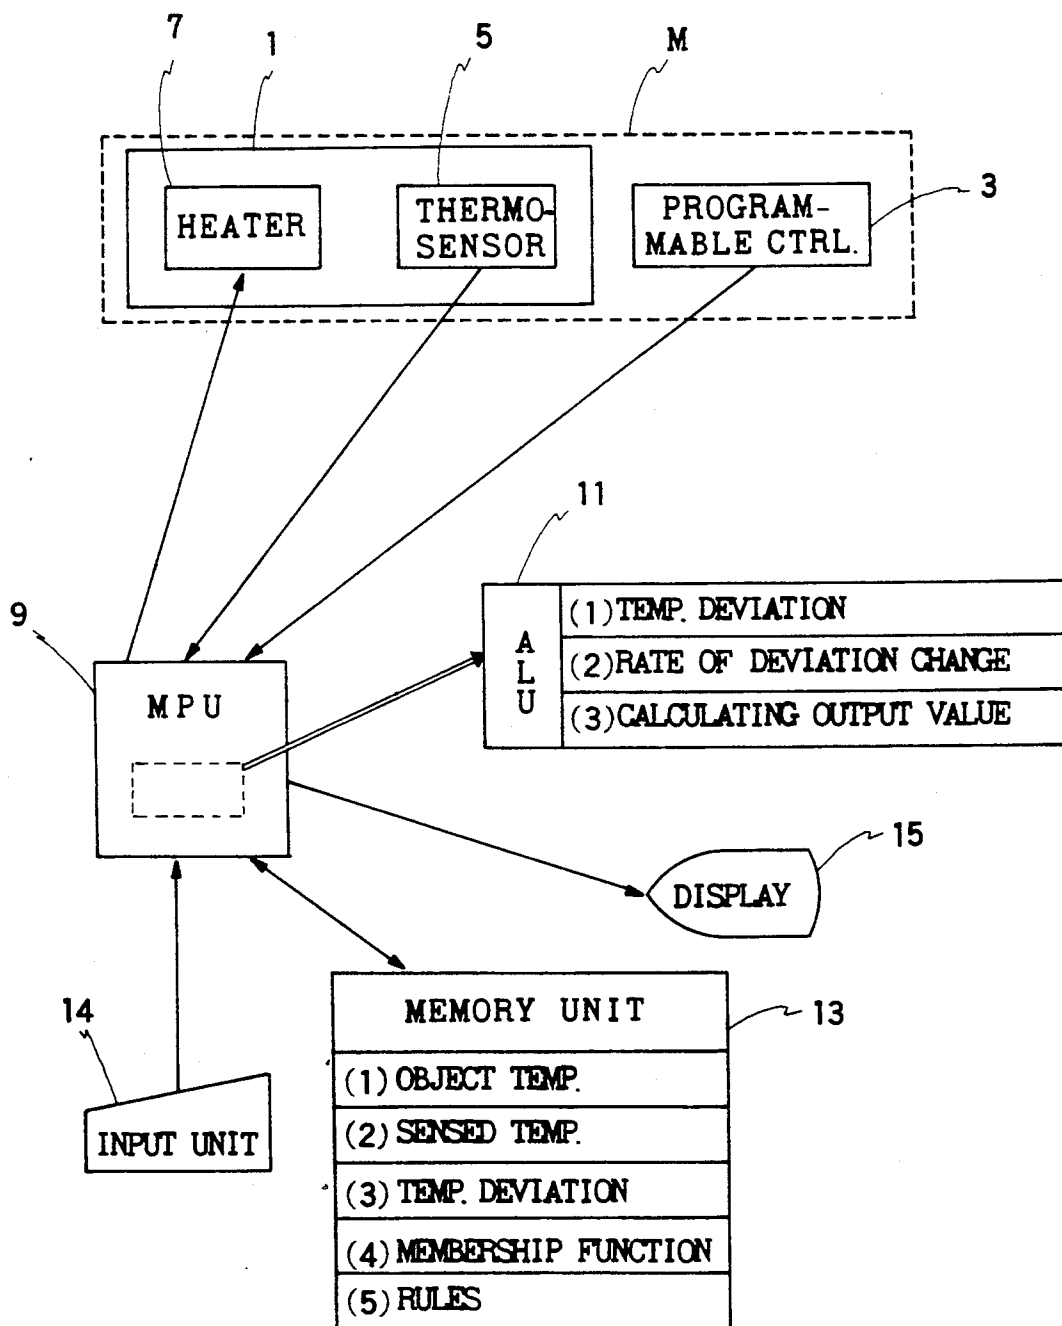 7
1
5
M
HEATER
THERMO-
SENSOR
PROGRAM-
MABLE CTRL.
3
11
9
MPU
ALU
(1) TEMP. DEVIATION
(2) RATE OF DEVIATION CHANGE
(3) CALCULATING OUTPUT VALUE
15
DISPLAY
14
INPUT UNIT
MEMORY UNIT
13
(1) OBJECT TEMP.
(2) SENSED TEMP.
(3) TEMP. DEVIATION
(4) MEMBERSHIP FUNCTION
(5) RULES